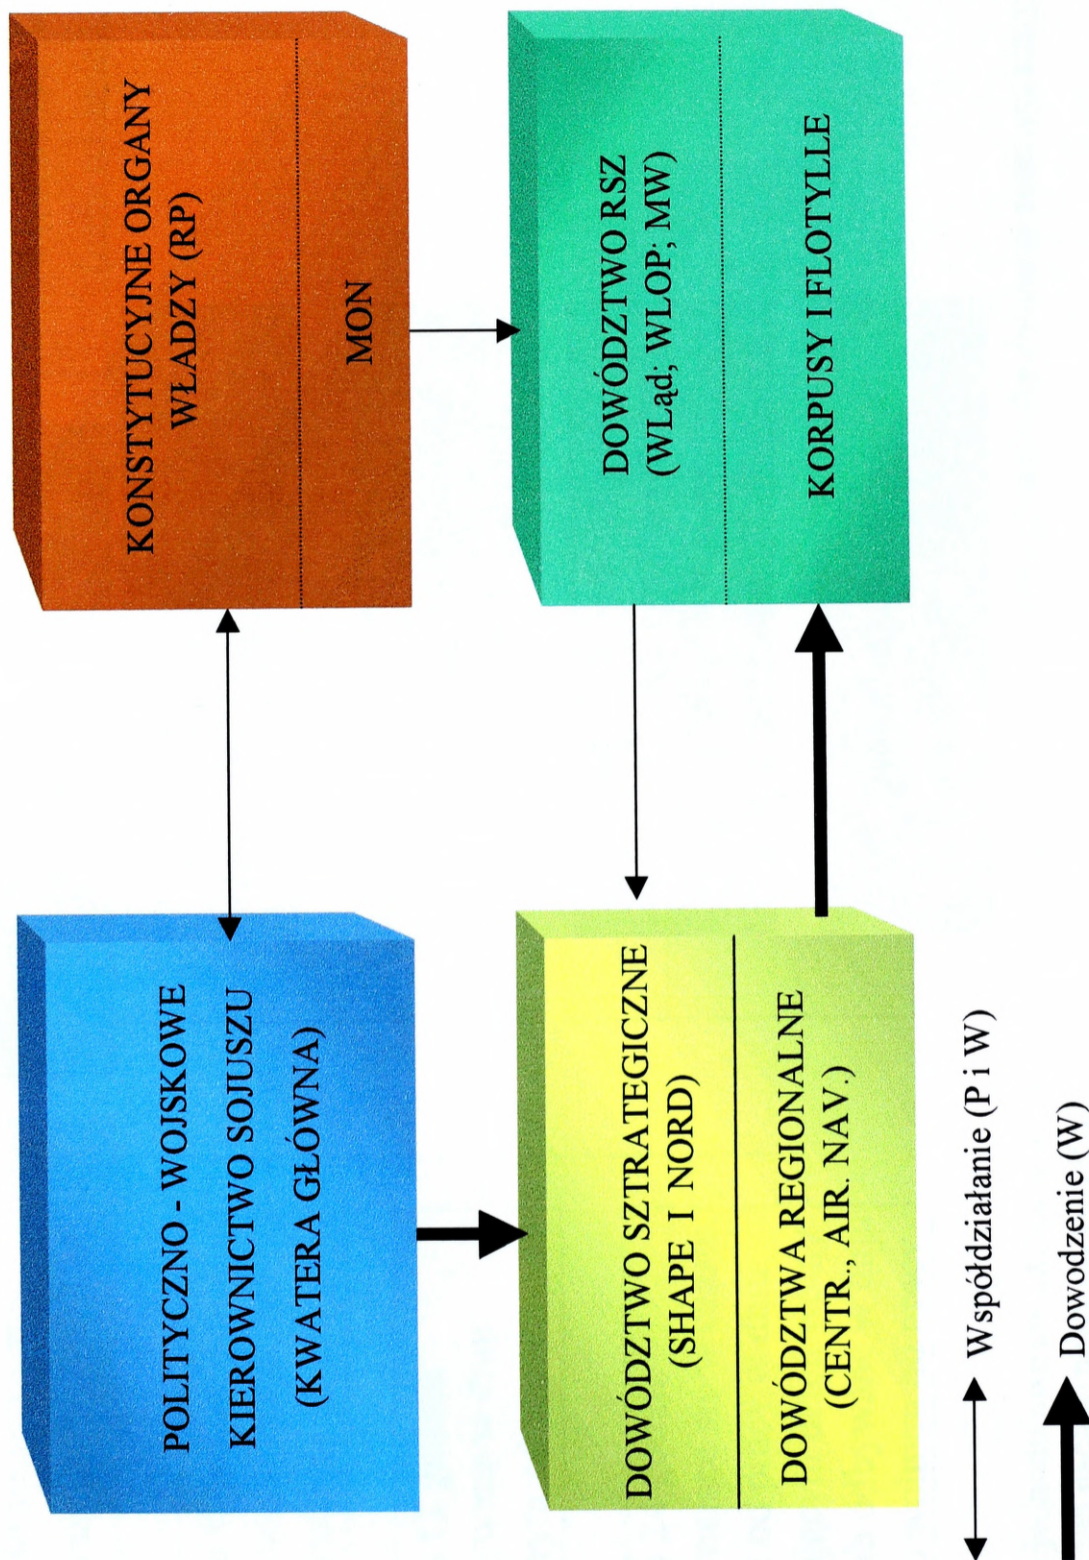 POLITYCZNO - WOJSKOWE
KIEROWNICTWO SOJUSZU
(KWATERA GŁÓWNA)
KONSTYTUCYJNE ORGANY
WŁADZY (RP)
MON
DOWÓDZTWO SZTRATEGICZNE
(SHAPE I NORD)
DOWÓDZTWA REGIONALNE
(CENTR., AIR. NAV.)
DOWÓDZTWO RSZ
(WLąd; WLOP; MW)
KORPUSY I FLOTYLLE
Współdziałanie (P i W)
Dowodzenie (W)